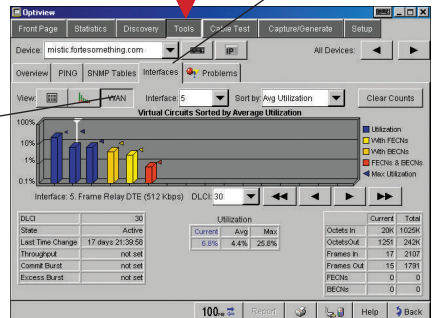 Optiview
Front Page Statistics Discovery Tools Cable Test Capture/Generate Setup
Device: mistic.fortesomething.com IP All Devices:
Overview PING SNMP Tables Interfaces Problems
View: WAN Interface: 5 Sort by: Avg Utilization Clear Counts
Virtual Circuits Sorted by Average Utilization
100%
10%
1%
0.1%
Utilization
With FECNs
With BECNs
FECNs & BECNs
Max Utilization
Interface: 5. Frame Relay DTE (512 Kbps) DLCI: 30
DLCI 30
State Active
Last Time Change 17 days 21:39:58
Throughput not set
Commit Burst not set
Excess Burst not set
Utilization
Current Avg Max
6.8% 4.4% 25.8%
Current Total
Octets In 20K 1025K
OctetsOut 1251 242K
Frames In 17 2107
Frames Out 15 1791
FECNs 0 0
BECNs 0 0
100 Report Help Back